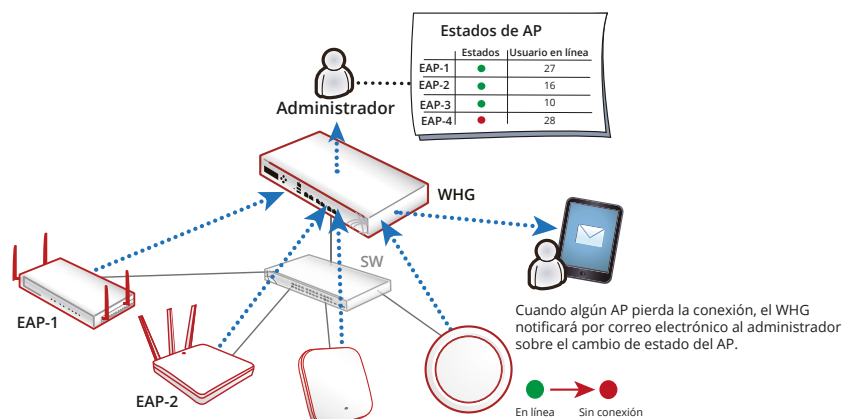 Estados de AP
Estados Usuario en línea
EAP-1 27
EAP-2 16
EAP-3 10
EAP-4 28
Administrador
WHG
SW
EAP-1
EAP-2
Cuando algún AP pierda la conexión, el WHG
notificará por correo electrónico al administrador
sobre el cambio de estado del AP.
En línea Sin conexión